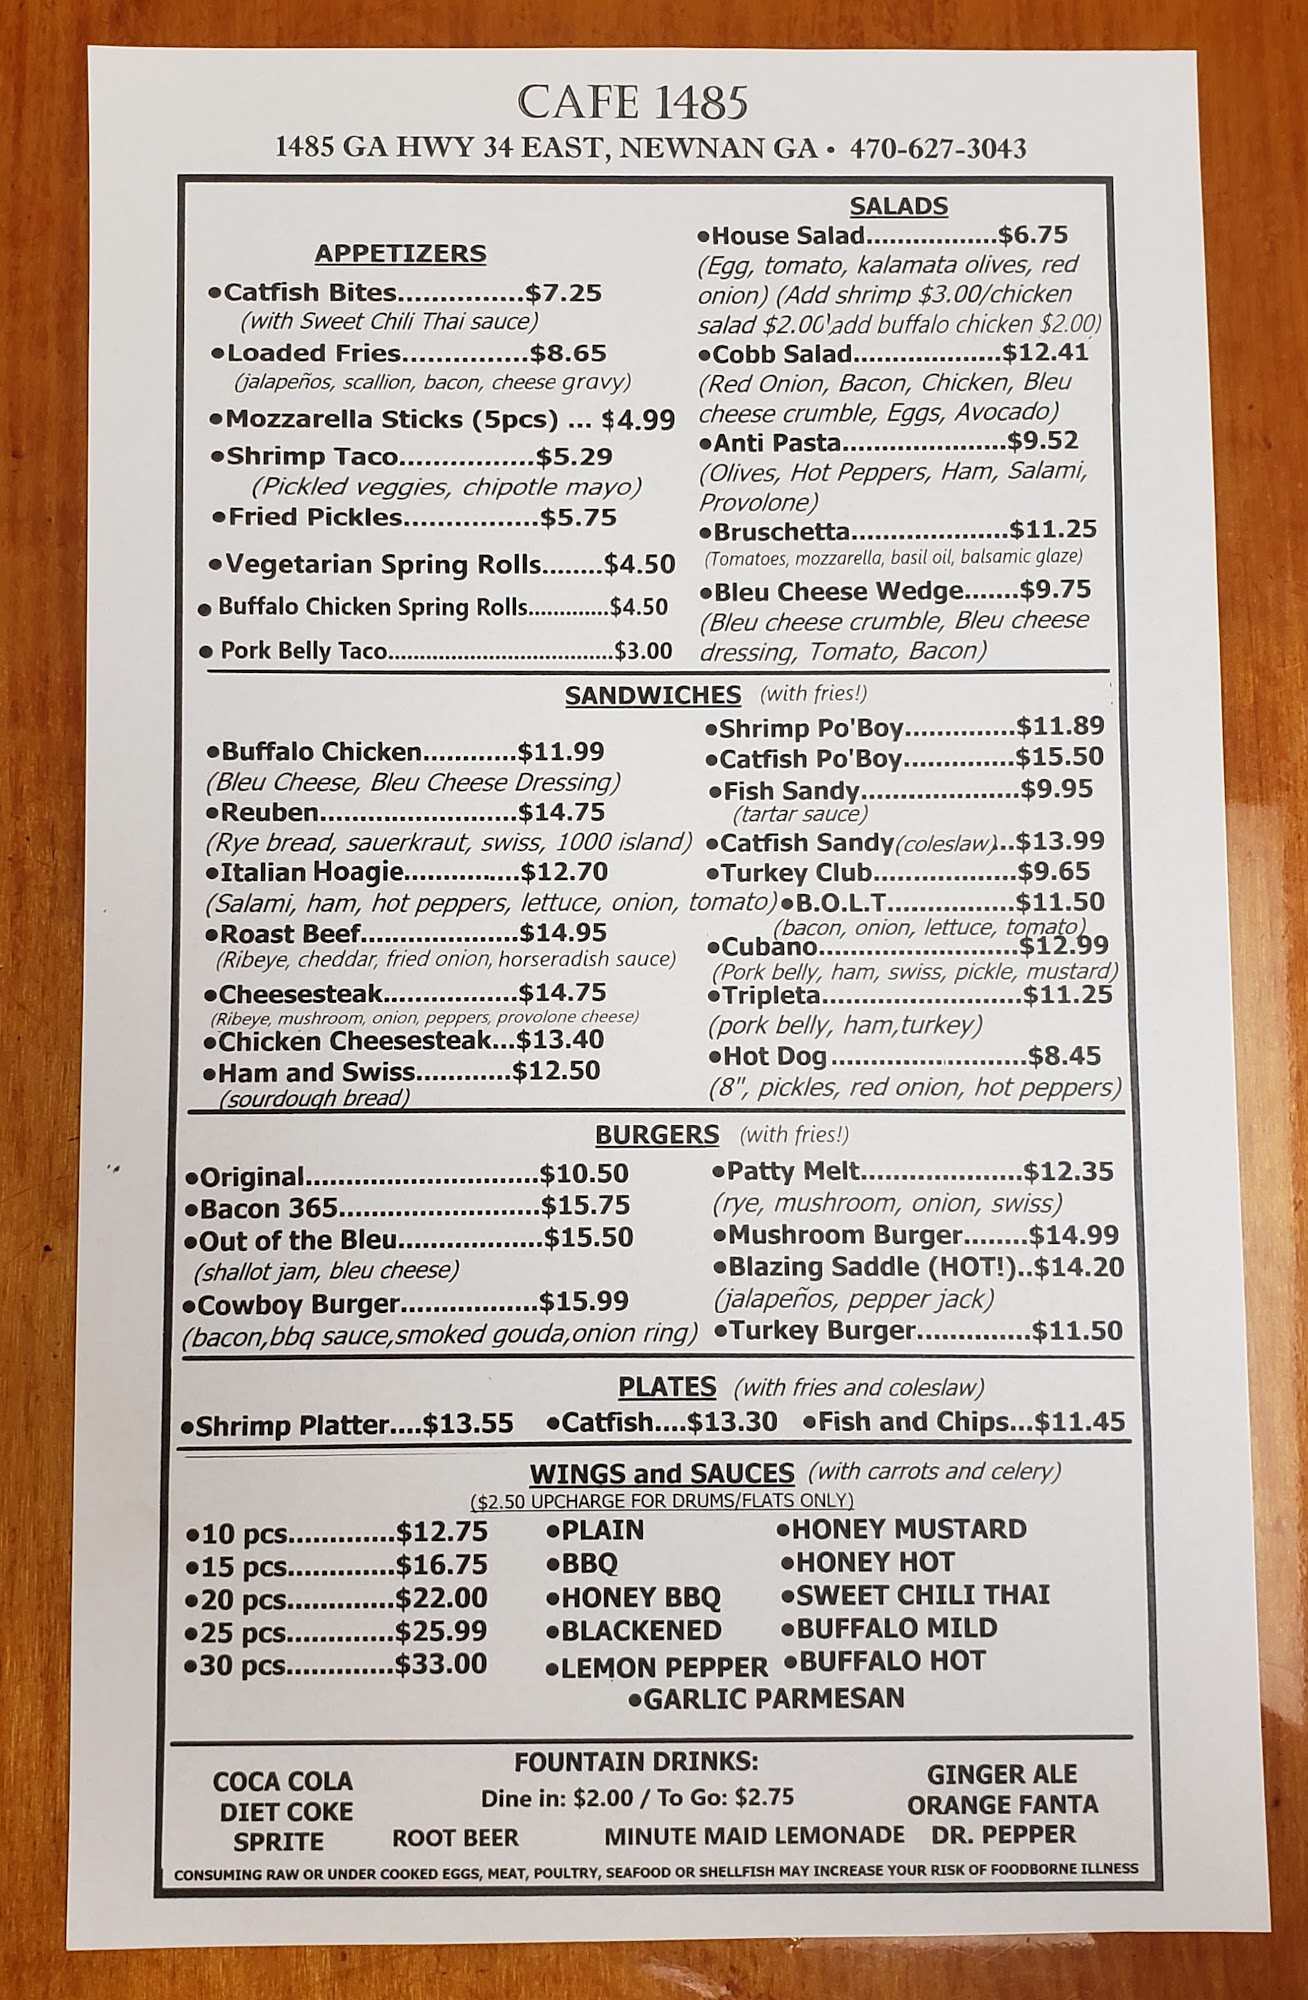 CAFE 1485
1485 GA HWY 34 EAST, NEWNAN GA • 470-627-3043
APPETIZERS
•Catfish Bites...............$7.25
(with Sweet Chili Thai sauce)
•Loaded Fries................$8.65
(jalapeños, scallion, bacon, cheese gravy)
•Mozzarella Sticks (5pcs) ... $4.99
•Shrimp Taco.................$5.29
(Pickled veggies, chipotle mayo)
•Fried Pickles.................$5.75
•Vegetarian Spring Rolls........$4.50
• Buffalo Chicken Spring Rolls.............$4.50
• Pork Belly Taco....................................$3.00
SALADS
•House Salad..................$6.75
(Egg, tomato, kalamata olives, red
onion) (Add shrimp $3.00/chicken
salad $2.00\add buffalo chicken $2.00)
•Cobb Salad....................$12.41
(Red Onion, Bacon, Chicken, Bleu
cheese crumble, Eggs, Avocado)
•Anti Pasta......................$9.52
(Olives, Hot Peppers, Ham, Salami,
Provolone)
•Bruschetta.....................$11.25
(Tomatoes, mozzarella, basil oil, balsamic glaze)
•Bleu Cheese Wedge.......$9.75
(Bleu cheese crumble, Bleu cheese
dressing, Tomato, Bacon)
SANDWICHES (with fries!)
•Buffalo Chicken............$11.99
(Bleu Cheese, Bleu Cheese Dressing)
•Reuben..........................$14.75
(Rye bread, sauerkraut, swiss, 1000 island)
•Italian Hoagie...............$12.70
(Salami, ham, hot peppers, lettuce, onion, tomato)
•Roast Beef.....................$14.95
(Ribeye, cheddar, fried onion, horseradish sauce)
•Cheesesteak..................$14.75
(Ribeye, mushroom, onion, peppers, provolone cheese)
•Chicken Cheesesteak...$13.40
•Ham and Swiss............$12.50
(sourdough bread)
•Shrimp Po'Boy..............$11.89
•Catfish Po'Boy..............$15.50
•Fish Sandy.....................$9.95
(tartar sauce)
•Catfish Sandy(coleslaw)..$13.99
•Turkey Club...................$9.65
•B.O.L.T.................$11.50
(bacon, onion, lettuce, tomato)
•Cubano..........................$12.99
(Pork belly, ham, swiss, pickle, mustard)
•Tripleta..........................$11.25
(pork belly, ham,turkey)
•Hot Dog..........................$8.45
(8", pickles, red onion, hot peppers)
BURGERS (with fries!)
•Original..............................$10.50
•Bacon 365..........................$15.75
•Out of the Bleu...................$15.50
(shallot jam, bleu cheese)
•Cowboy Burger..................$15.99
(bacon,bbq sauce,smoked gouda,onion ring)
•Patty Melt.....................$12.35
(rye, mushroom, onion, swiss)
•Mushroom Burger........$14.99
•Blazing Saddle (HOT!)..$14.20
(jalapeños, pepper jack)
•Turkey Burger...............$11.50
PLATES (with fries and coleslaw)
•Shrimp Platter....$13.55 •Catfish....$13.30 •Fish and Chips...$11.45
WINGS and SAUCES (with carrots and celery)
($2.50 UPCHARGE FOR DRUMS/FLATS ONLY)
•10 pcs..............$12.75
•15 pcs..............$16.75
•20 pcs..............$22.00
•25 pcs..............$25.99
•30 pcs..............$33.00
•PLAIN
•BBQ
•HONEY BBQ
•BLACKENED
•LEMON PEPPER
•HONEY MUSTARD
•HONEY HOT
•SWEET CHILI THAI
•BUFFALO MILD
•BUFFALO HOT
•GARLIC PARMESAN
FOUNTAIN DRINKS:
Dine in: $2.00 / To Go: $2.75
COCA COLA
DIET COKE
SPRITE
ROOT BEER
MINUTE MAID LEMONADE
GINGER ALE
ORANGE FANTA
DR. PEPPER
CONSUMING RAW OR UNDER COOKED EGGS, MEAT, POULTRY, SEAFOOD OR SHELLFISH MAY INCREASE YOUR RISK OF FOODBORNE ILLNESS